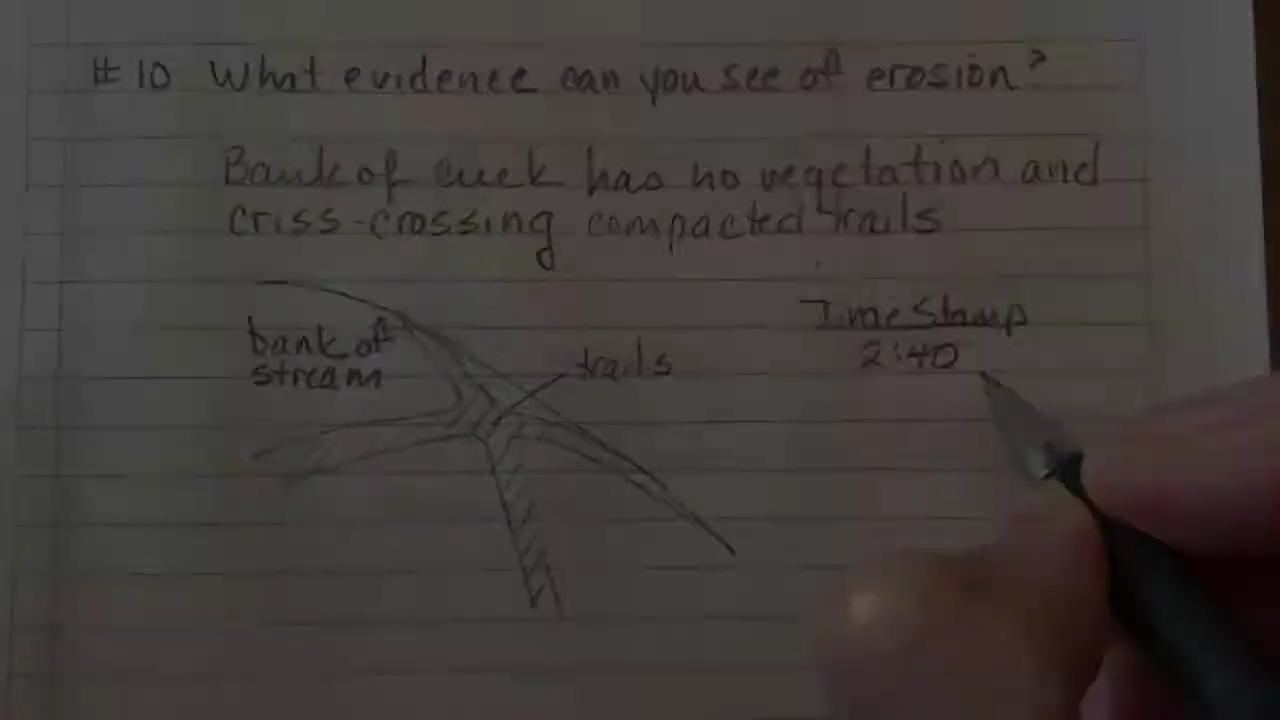 # 10 What evidence can you see of erosion?
Bank of creek has no vegetation and
criss-crossing compacted trails
bank of
stream
trails
Time Stamp
2:40